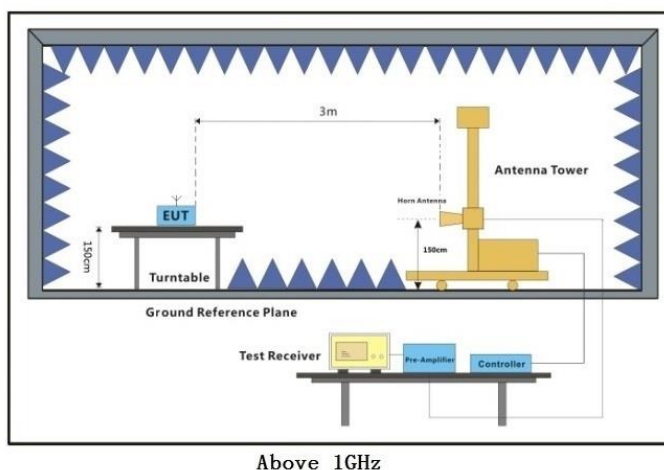 3m
Horn Antenna
Antenna Tower
EUT
150cm
150cm
Turntable
Ground Reference Plane
Test Receiver
Pre-Amplifier
Controller
Above 1GHz